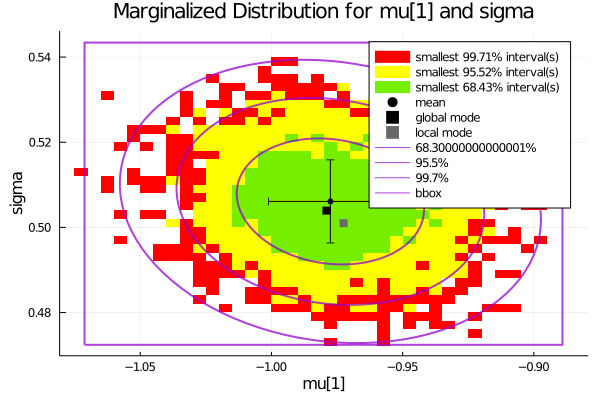 Marginalized Distribution for mu[1] and sigma
smallest 99.71% interval(s)
smallest 95.52% interval(s)
smallest 68.43% interval(s)
mean
global mode
local mode
68.30000000000001%
95.5%
99.7%
bbox
sigma
0.54
0.52
0.50
0.48
−1.05
−1.00
−0.95
−0.90
mu[1]